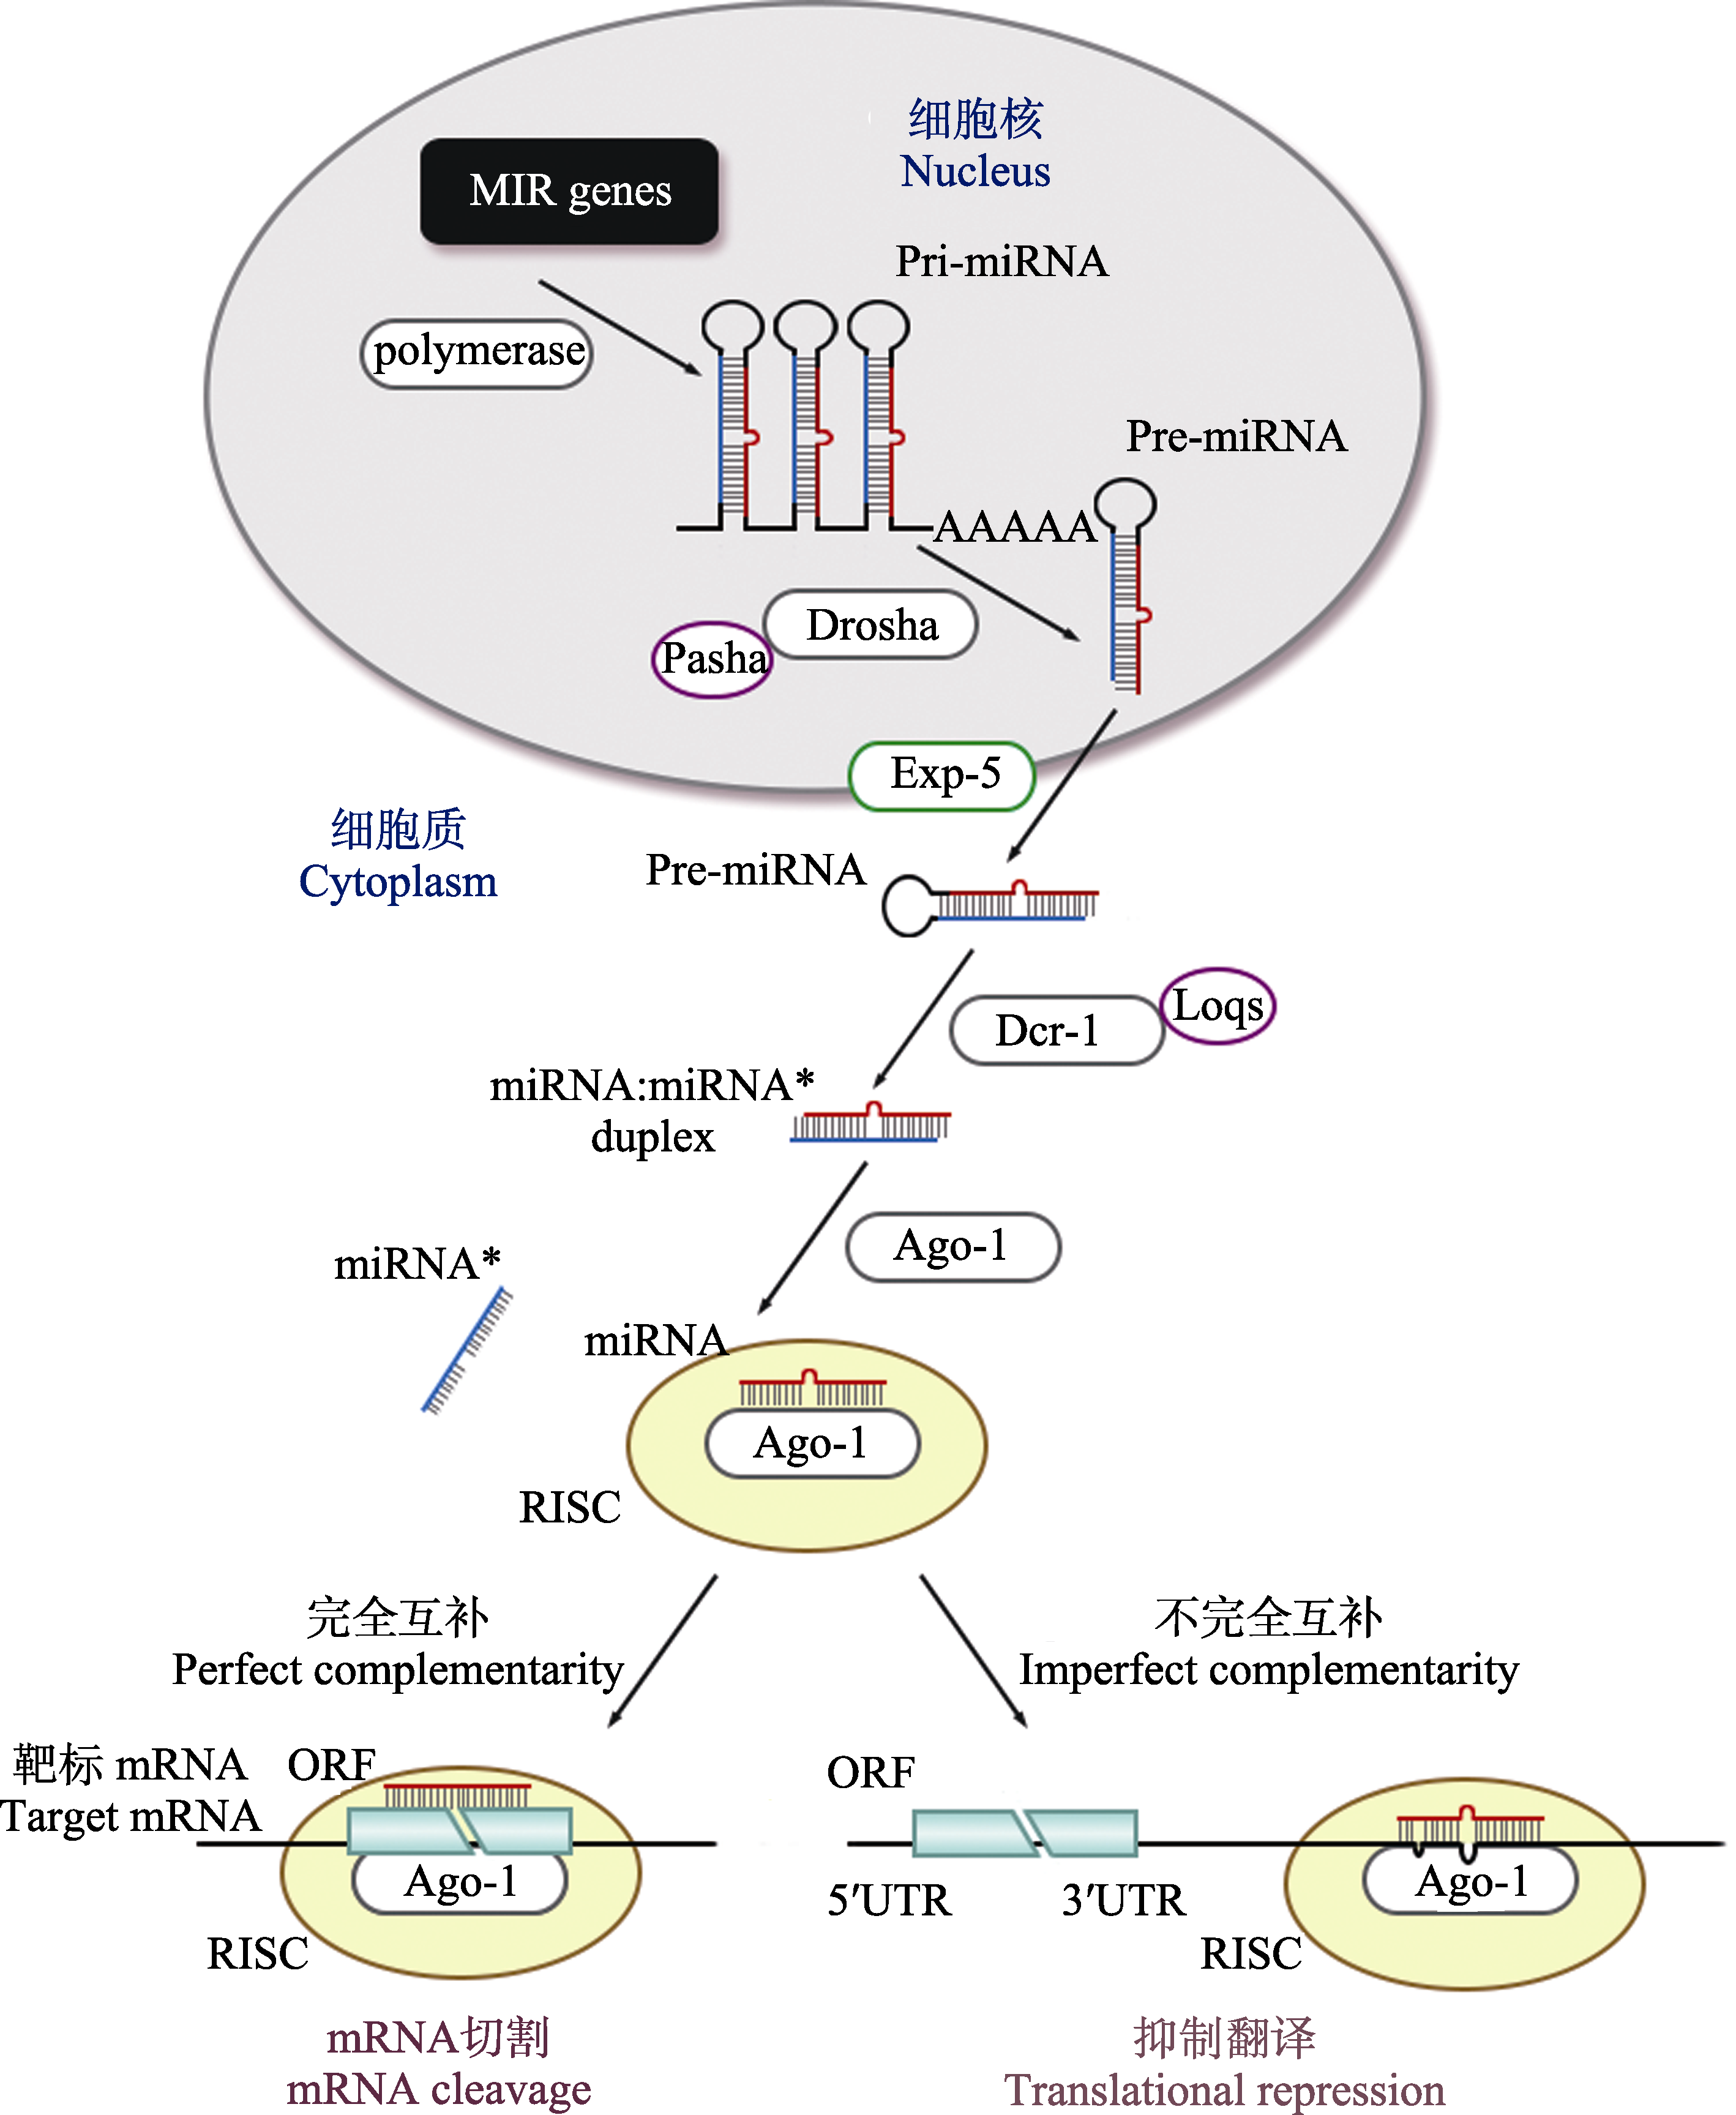 细胞核
Nucleus
MIR genes
Pri-miRNA
polymerase
Pre-miRNA
AAAAA
Drosha
Pasha
Exp-5
细胞质
Cytoplasm
Pre-miRNA
Loqs
Dcr-1
miRNA:miRNA*
duplex
Ago-1
miRNA*
miRNA
Ago-1
RISC
完全互补
Perfect complementarity
不完全互补
Imperfect complementarity
靶标 mRNA
Target mRNA
ORF
Ago-1
RISC
mRNA切割
mRNA cleavage
ORF
5′UTR
3′UTR
Ago-1
RISC
抑制翻译
Translational repression